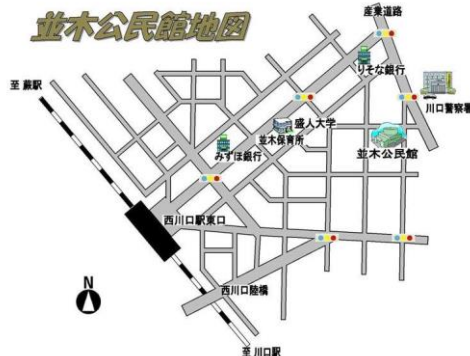 並木公民館地図
産業道路
りそな銀行
至 蕨駅
川口警察署
盛人大学
並木保育所
みずほ銀行
並木公民館
西川口駅東口
N
西川口陸橋
至 川口駅